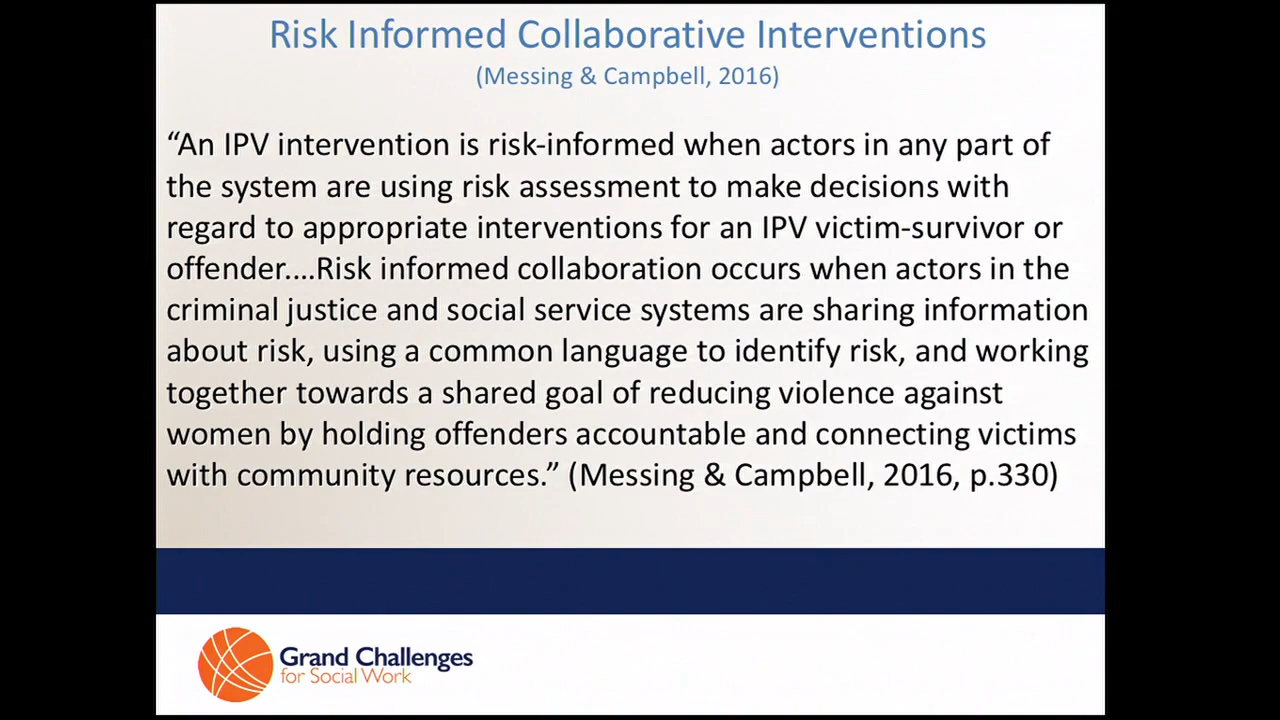 Risk Informed Collaborative Interventions
(Messing & Campbell, 2016)
“An IPV intervention is risk-informed when actors in any part of
the system are using risk assessment to make decisions with
regard to appropriate interventions for an IPV victim-survivor or
offender....Risk informed collaboration occurs when actors in the
criminal justice and social service systems are sharing information
about risk, using a common language to identify risk, and working
together towards a shared goal of reducing violence against
women by holding offenders accountable and connecting victims
with community resources.” (Messing & Campbell, 2016, p.330)
Grand Challenges
for Social Work